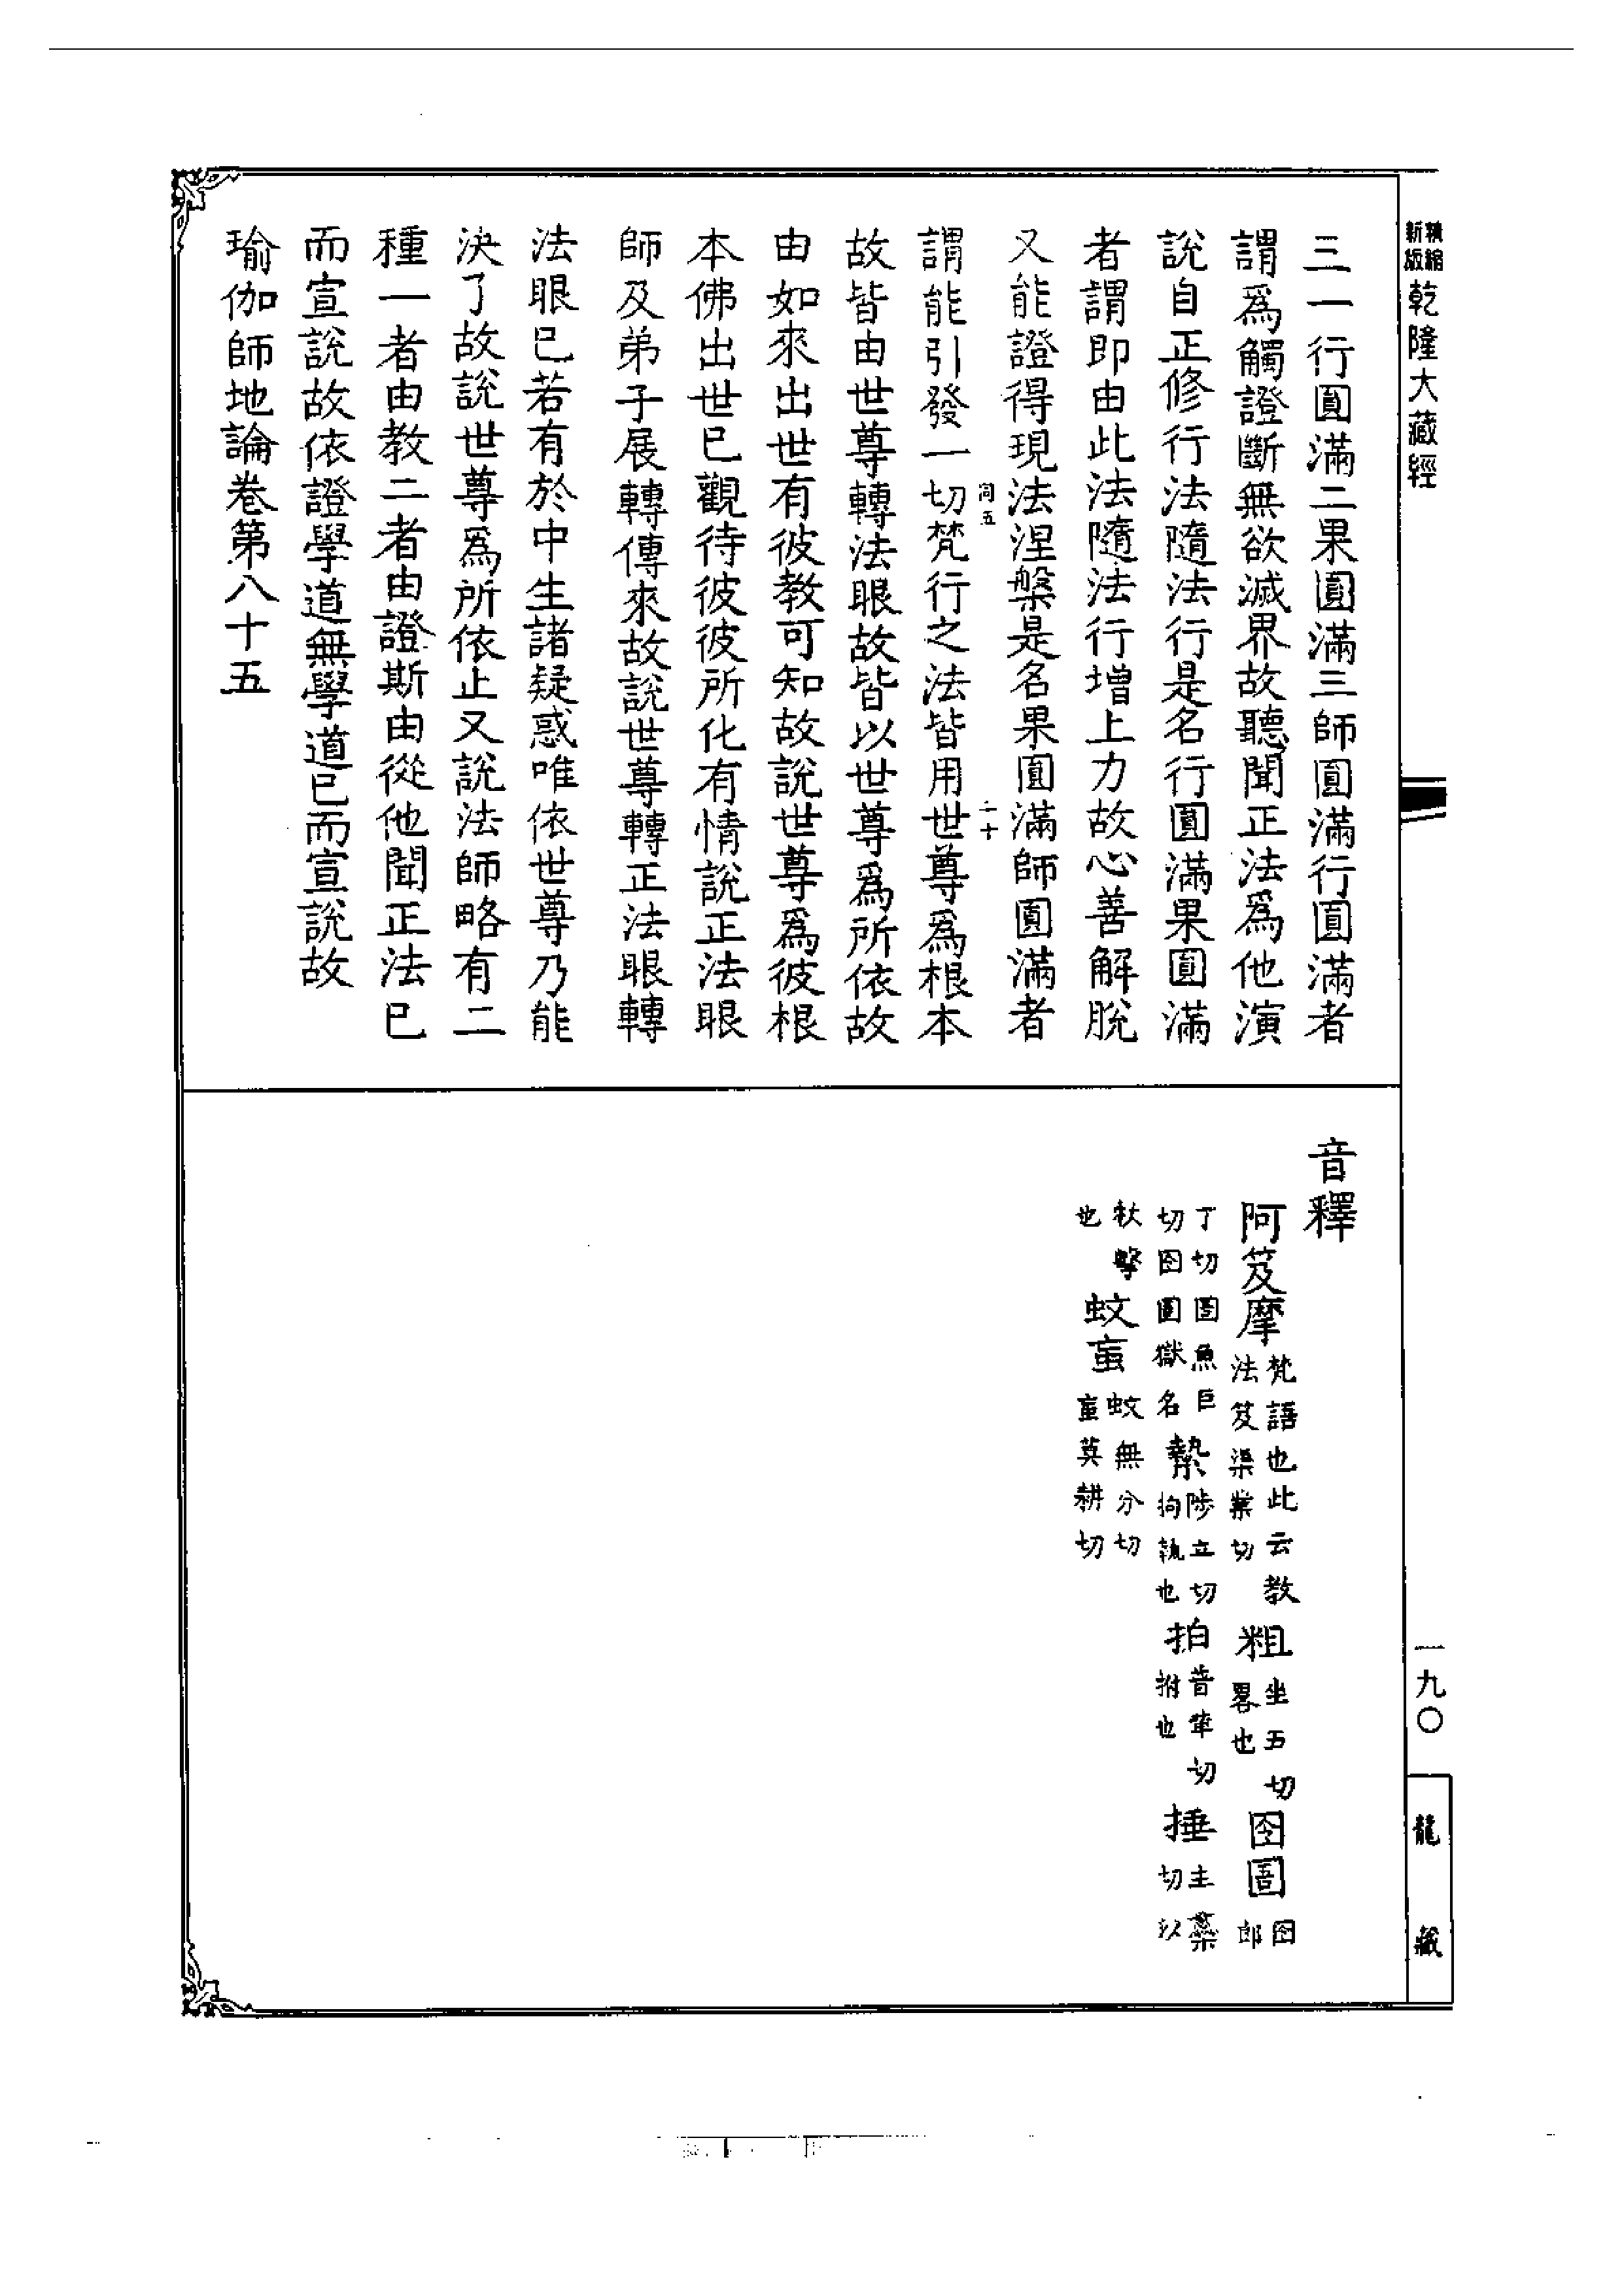 精縮新版乾隆大藏經
三一行圓滿二果圓滿三師圓滿行圓滿者
謂爲觸證斷無欲滅界故聽聞正法爲他演
說自正修行法隨法行是名行圓滿果圓滿
者謂即由此法隨法行增上力故心善解脫
又能證得現法涅槃是名果圓滿師圓滿者
謂能引發一切梵行之法皆用世尊爲根本
故皆由世尊轉法眼故皆以世尊爲所依故
由如來出世有彼教可知故說世尊爲彼根
本佛出世已觀待彼彼所化有情說正法眼
師及弟子展轉傳來故說世尊轉正法眼轉
法眼已若有於中生諸疑惑唯依世尊乃能
決了故說世尊爲所依止又說法師略有二
種一者由教二者由證斯由從他聞正法已
而宣說故依證學道無學道已而宣說故
瑜伽師地論卷第八十五
音釋
阿笈摩 梵語也此云教法笈渠業切 粗 坐五切畧也 囹圄 囹郎
丁切圄魚巨切囹圄獄名 縶 陟立切拘執也 拍 普革切拊也 捶 主蘂切以
杖擊也 蚊䖟 蚊無分切䖟莫耕切
一九〇
龍藏